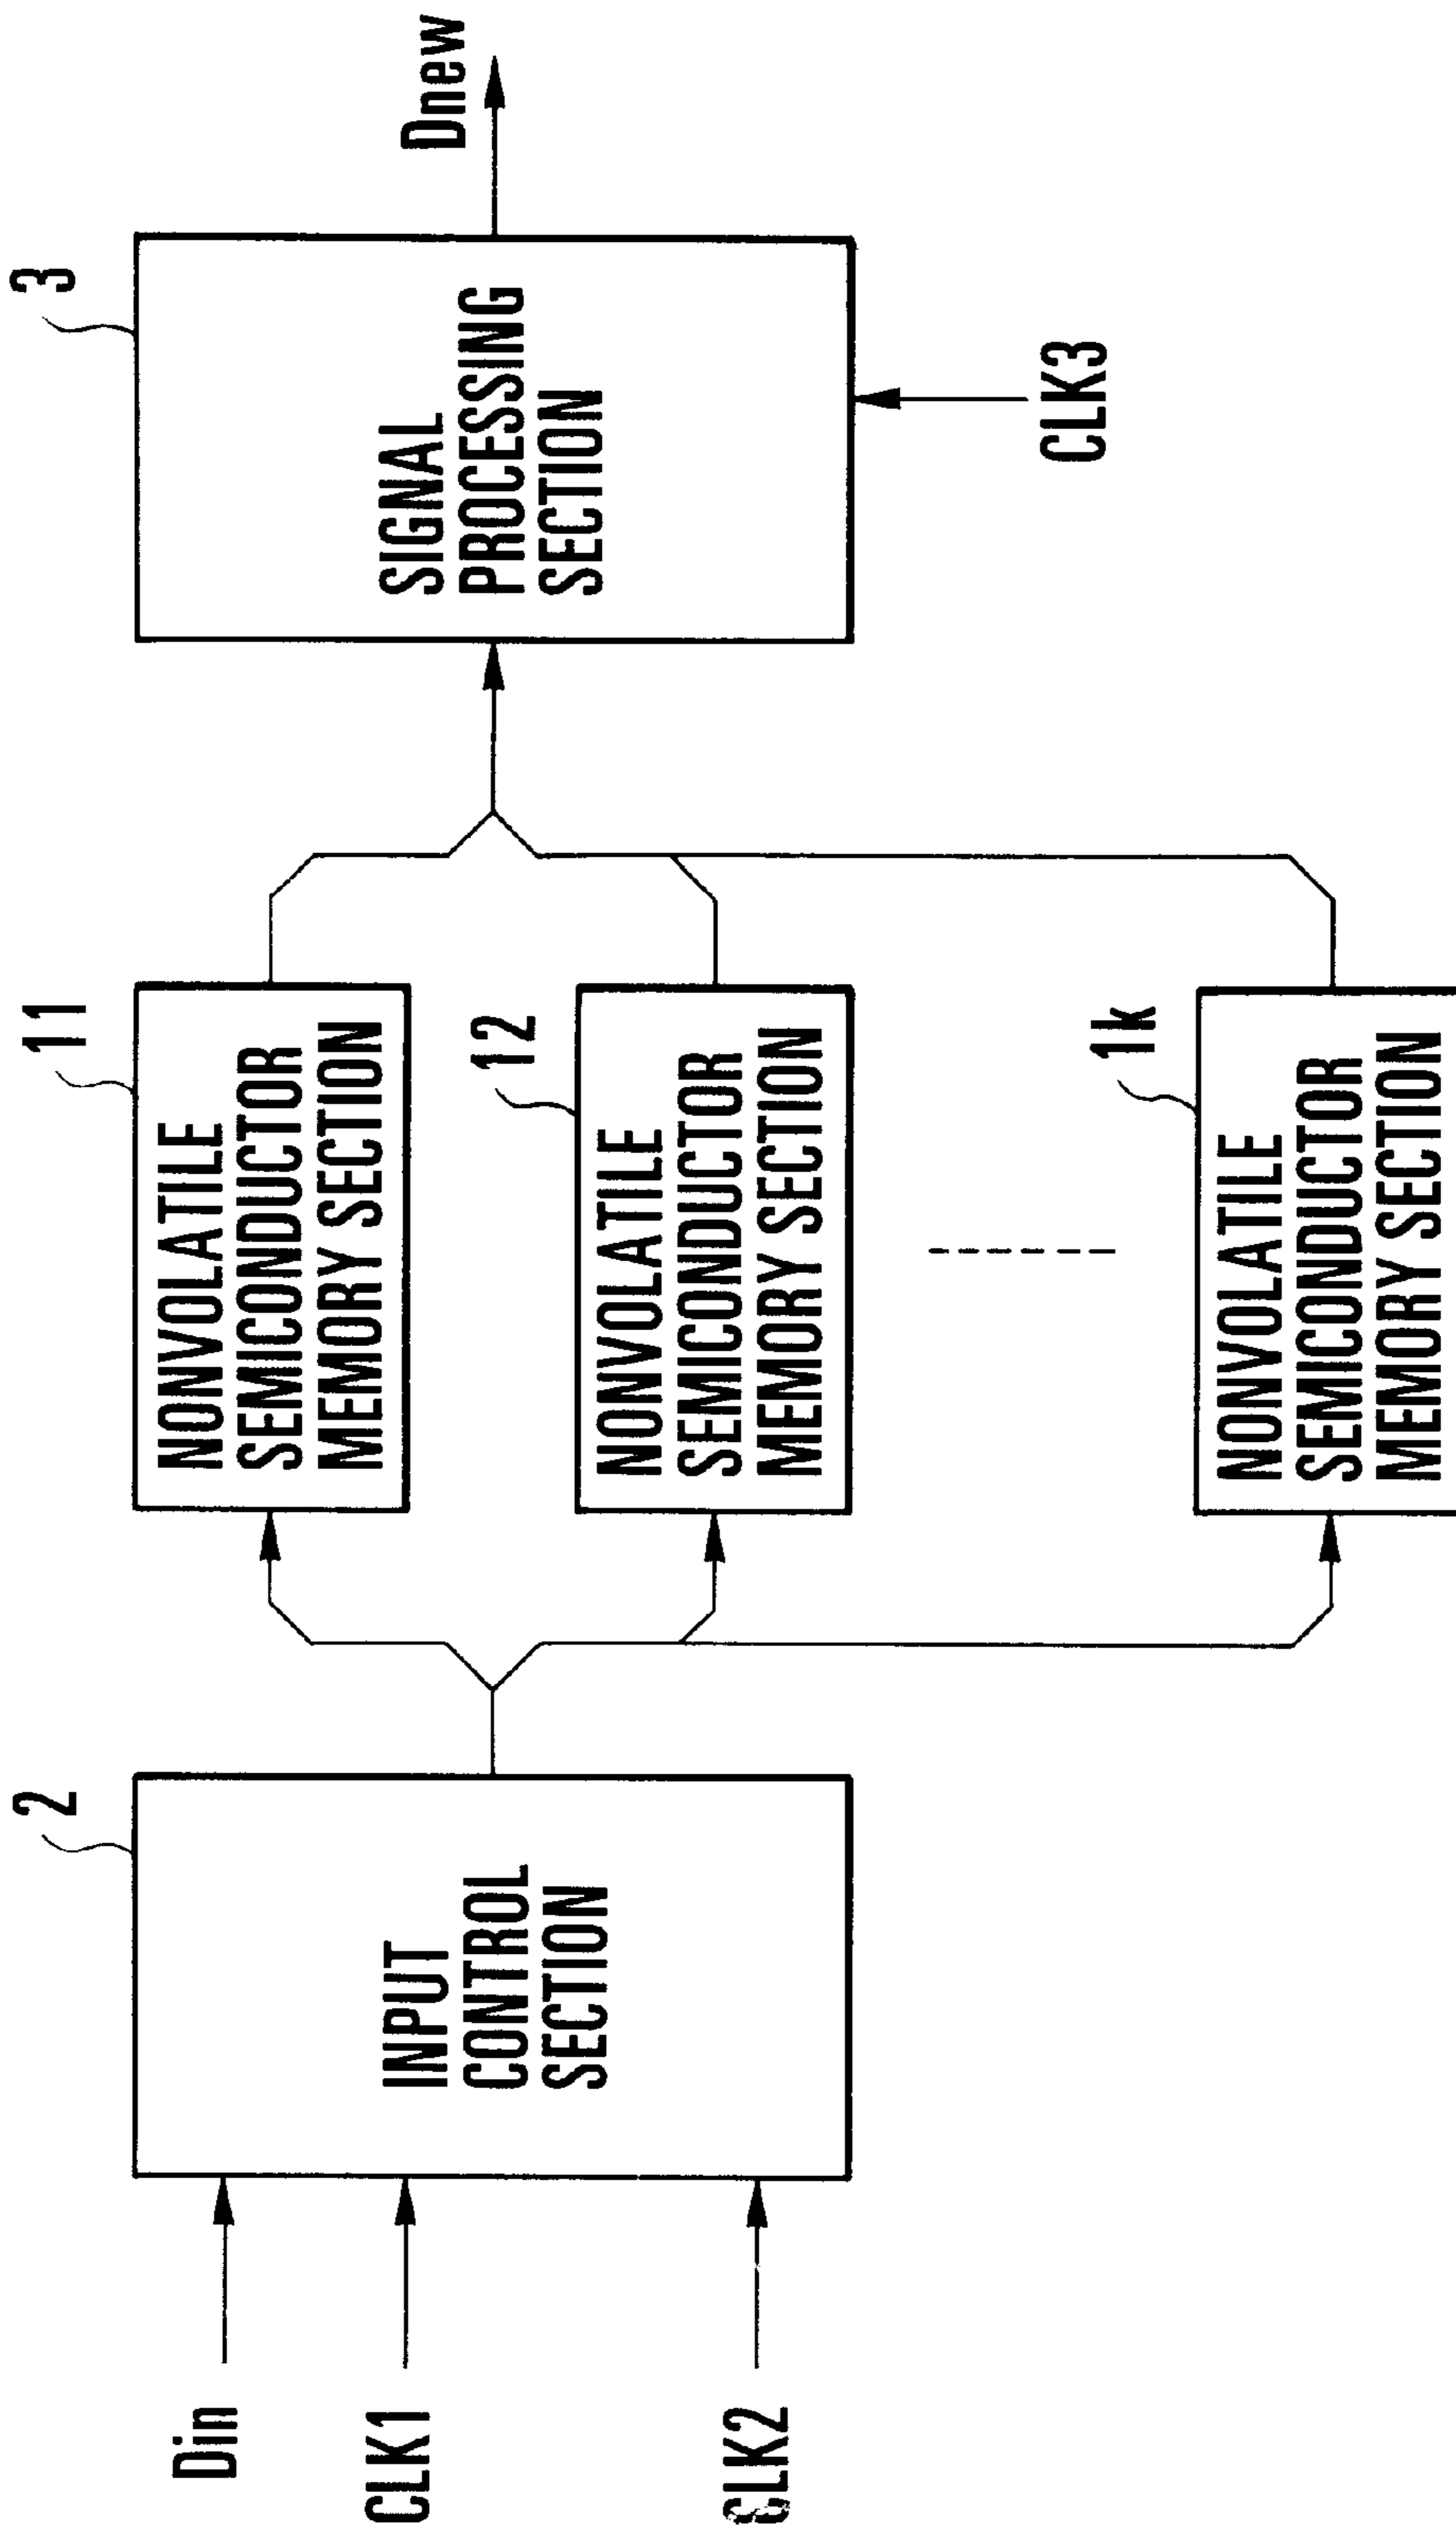 Din
CLK1
CLK2
2
INPUT
CONTROL
SECTION
11
NONVOLATILE
SEMICONDUCTOR
MEMORY SECTION
12
NONVOLATILE
SEMICONDUCTOR
MEMORY SECTION
1k
NONVOLATILE
SEMICONDUCTOR
MEMORY SECTION
3
SIGNAL
PROCESSING
SECTION
CLK3
Dnew